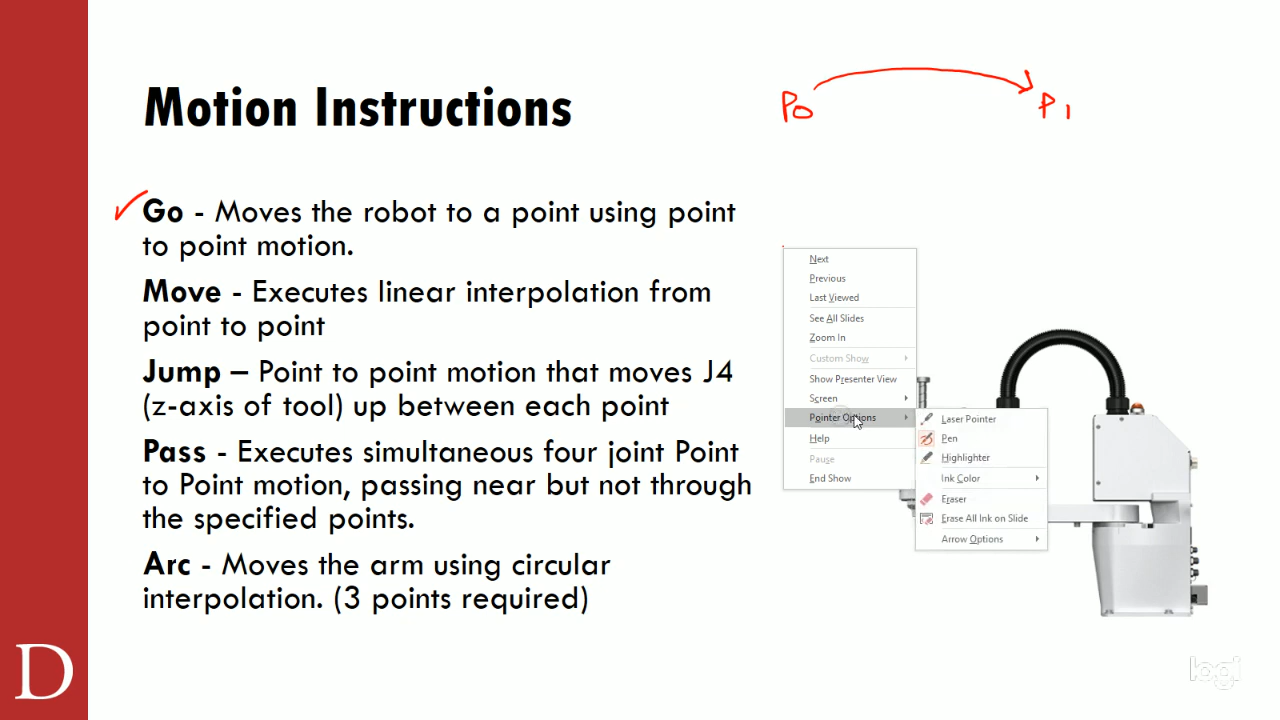 Motion Instructions
P0 P1
Go - Moves the robot to a point using point
to point motion.
Move - Executes linear interpolation from
point to point
Jump – Point to point motion that moves J4
(z-axis of tool) up between each point
Pass - Executes simultaneous four joint Point
to Point motion, passing near but not through
the specified points.
Arc - Moves the arm using circular
interpolation. (3 points required)
Next
Previous
Last Viewed
See All Slides
Zoom In
Custom Show
Show Presenter View
Screen
Pointer Options
Help
Pause
End Show
Laser Pointer
Pen
Highlighter
Ink Color
Eraser
Erase All Ink on Slide
Arrow Options
D
logi